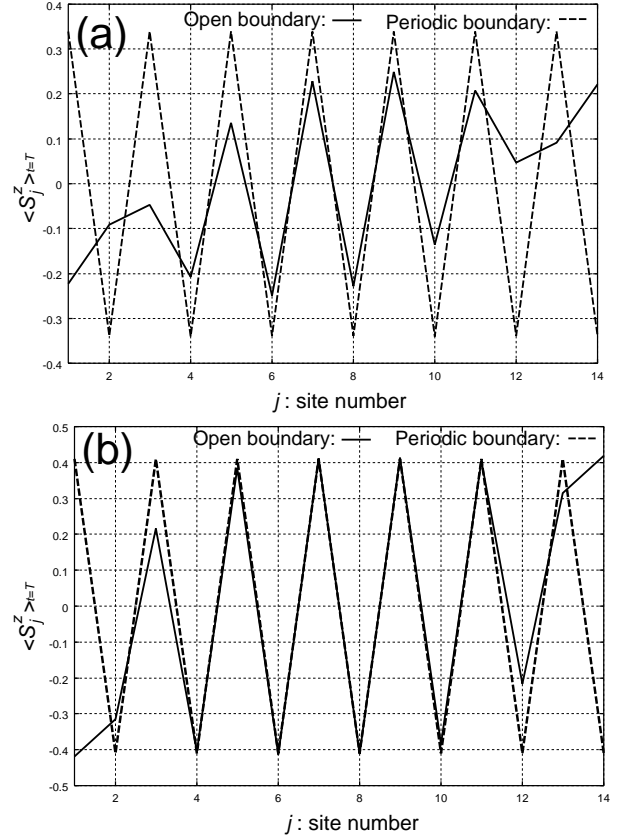 (a)
Open boundary: Periodic boundary:
0.4
0.3
0.2
0.1
0
-0.1
-0.2
-0.3
-0.4
<S_j^z>_{t=T}
2 4 6 8 10 12 14
j : site number
(b)
Open boundary: Periodic boundary:
0.5
0.4
0.3
0.2
0.1
0
-0.1
-0.2
-0.3
-0.4
-0.5
<S_j^z>_{t=T}
2 4 6 8 10 12 14
j : site number